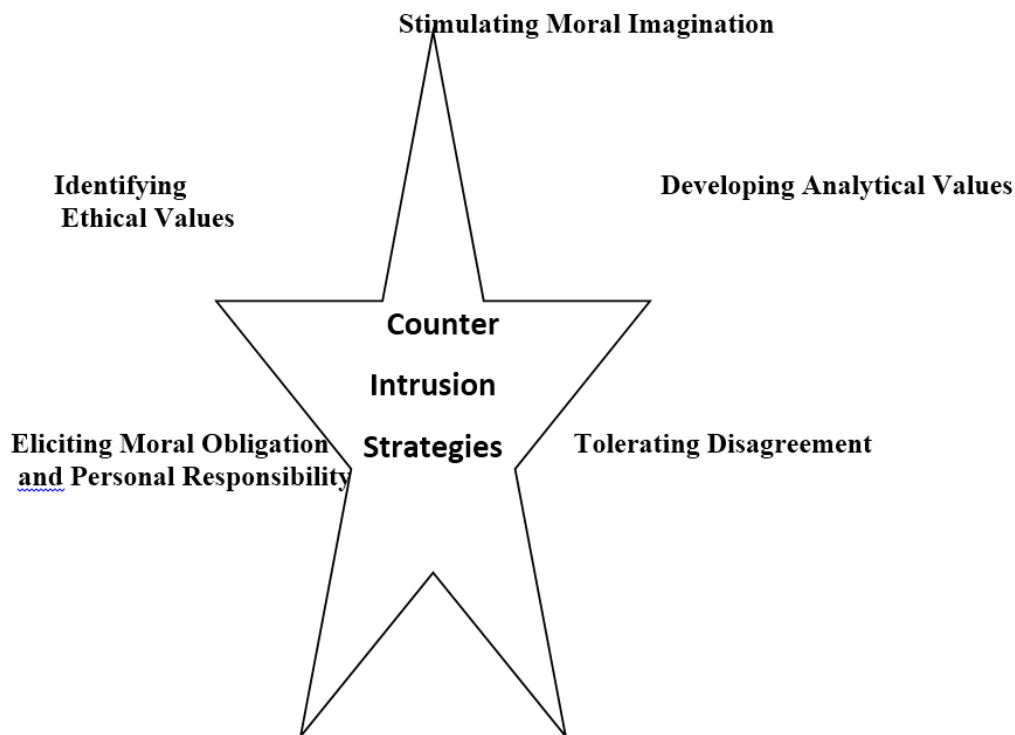 Stimulating Moral Imagination
Identifying
Ethical Values
Developing Analytical Values
Counter
Intrusion
Strategies
Eliciting Moral Obligation
and Personal Responsibility
Tolerating Disagreement